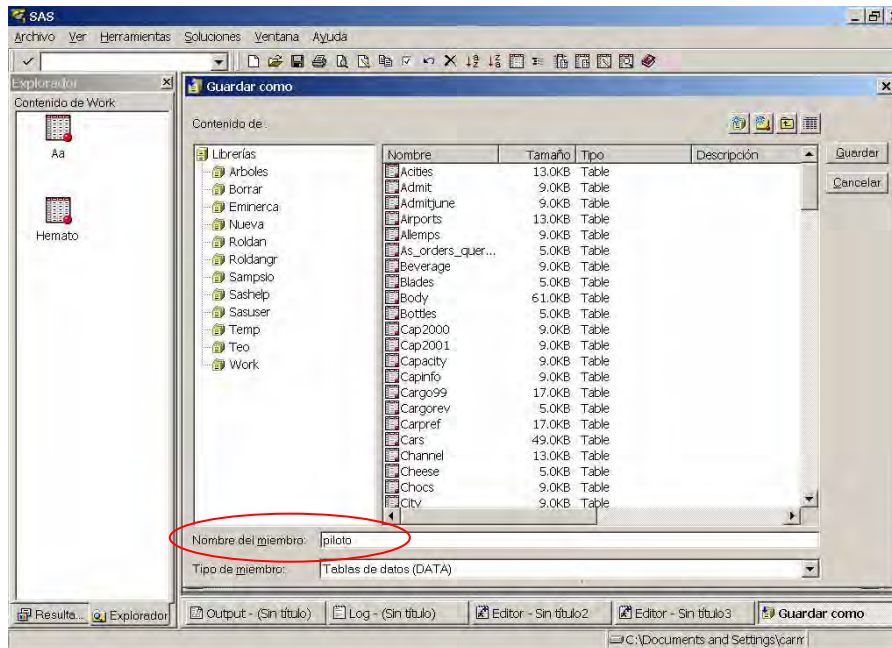 SAS
Archivo Ver Herramientas Soluciones Ventana Ayuda
Explorador
Contenido de Work
Aa
Hemato
Guardar como
Contenido de:
Librerías
Arboles
Borrar
Eminerca
Nueva
Roldan
Roldangr
Sampsio
Sashelp
Sasuser
Temp
Teo
Work
Nombre Tamaño Tipo Descripción
Acities 13.0KB Table
Admit 9.0KB Table
Admitjune 9.0KB Table
Airports 13.0KB Table
Allemps 9.0KB Table
As_orders_quer... 5.0KB Table
Beverage 9.0KB Table
Blades 5.0KB Table
Body 61.0KB Table
Bottles 5.0KB Table
Cap2000 9.0KB Table
Cap2001 9.0KB Table
Capacity 9.0KB Table
Capinfo 9.0KB Table
Cargo99 17.0KB Table
Cargorev 5.0KB Table
Carpref 17.0KB Table
Cars 49.0KB Table
Channel 13.0KB Table
Cheese 5.0KB Table
Chocs 9.0KB Table
City 9.0KB Table
Guardar
Cancelar
Nombre del miembro: piloto
Tipo de miembro: Tablas de datos (DATA)
Resulta... Explorador
Output - (Sin título) Log - (Sin título) Editor - Sin título2 Editor - Sin título3 Guardar como
C:\Documents and Settings\carm